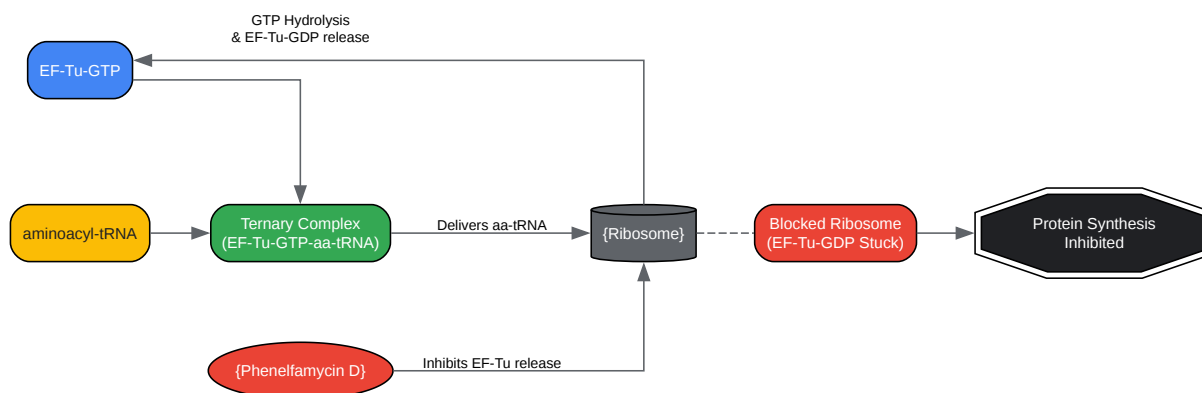 GTP Hydrolysis
& EF-Tu-GDP release
EF-Tu-GTP
aminoacyl-tRNA
Ternary Complex
(EF-Tu-GTP-aa-tRNA)
Delivers aa-tRNA
{Ribosome}
Blocked Ribosome
(EF-Tu-GDP Stuck)
Protein Synthesis
Inhibited
{Phenelfamycin D}
Inhibits EF-Tu release